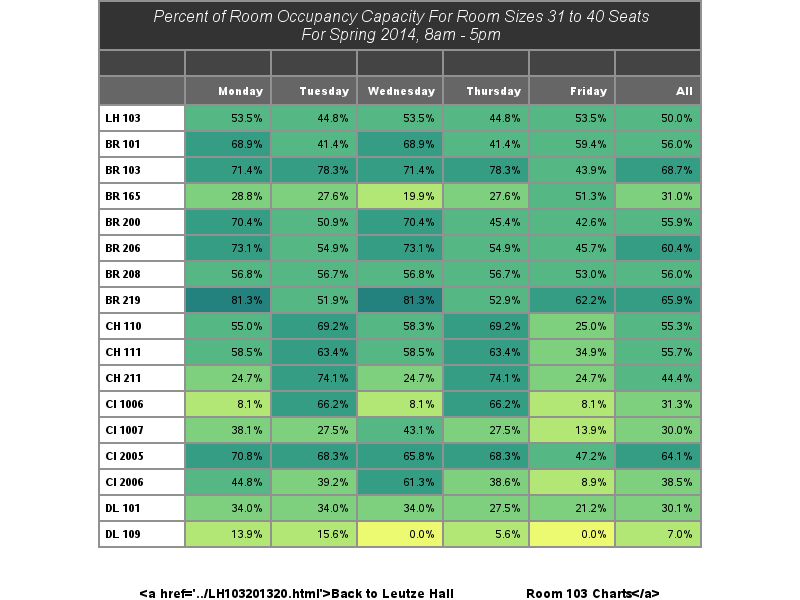 Percent of Room Occupancy Capacity For Room Sizes 31 to 40 Seats
For Spring 2014, 8am - 5pm
Monday Tuesday Wednesday Thursday Friday All
LH 103 53.5% 44.8% 53.5% 44.8% 53.5% 50.0%
BR 101 68.9% 41.4% 68.9% 41.4% 59.4% 56.0%
BR 103 71.4% 78.3% 71.4% 78.3% 43.9% 68.7%
BR 165 28.8% 27.6% 19.9% 27.6% 51.3% 31.0%
BR 200 70.4% 50.9% 70.4% 45.4% 42.6% 55.9%
BR 206 73.1% 54.9% 73.1% 54.9% 45.7% 60.4%
BR 208 56.8% 56.7% 56.8% 56.7% 53.0% 56.0%
BR 219 81.3% 51.9% 81.3% 52.9% 62.2% 65.9%
CH 110 55.0% 69.2% 58.3% 69.2% 25.0% 55.3%
CH 111 58.5% 63.4% 58.5% 63.4% 34.9% 55.7%
CH 211 24.7% 74.1% 24.7% 74.1% 24.7% 44.4%
CI 1006 8.1% 66.2% 8.1% 66.2% 8.1% 31.3%
CI 1007 38.1% 27.5% 43.1% 27.5% 13.9% 30.0%
CI 2005 70.8% 68.3% 65.8% 68.3% 47.2% 64.1%
CI 2006 44.8% 39.2% 61.3% 38.6% 8.9% 38.5%
DL 101 34.0% 34.0% 34.0% 27.5% 21.2% 30.1%
DL 109 13.9% 15.6% 0.0% 5.6% 0.0% 7.0%
<a href='../LH103201320.html'>Back to Leutze Hall Room 103 Charts</a>